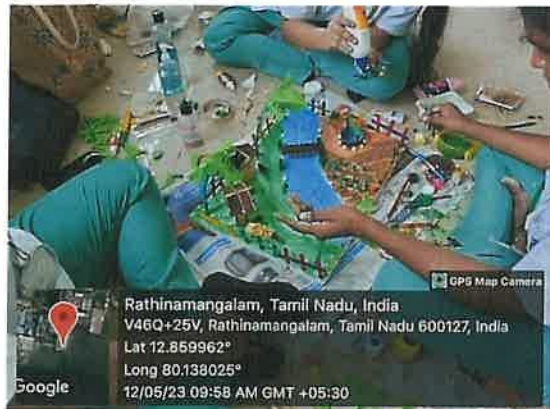 GPS Map Camera
Rathinamangalam, Tamil Nadu, India
V46Q+25V, Rathinamangalam, Tamil Nadu 600127, India
Lat 12.859962°
Long 80.138025°
12/05/23 09:58 AM GMT +05:30
Google